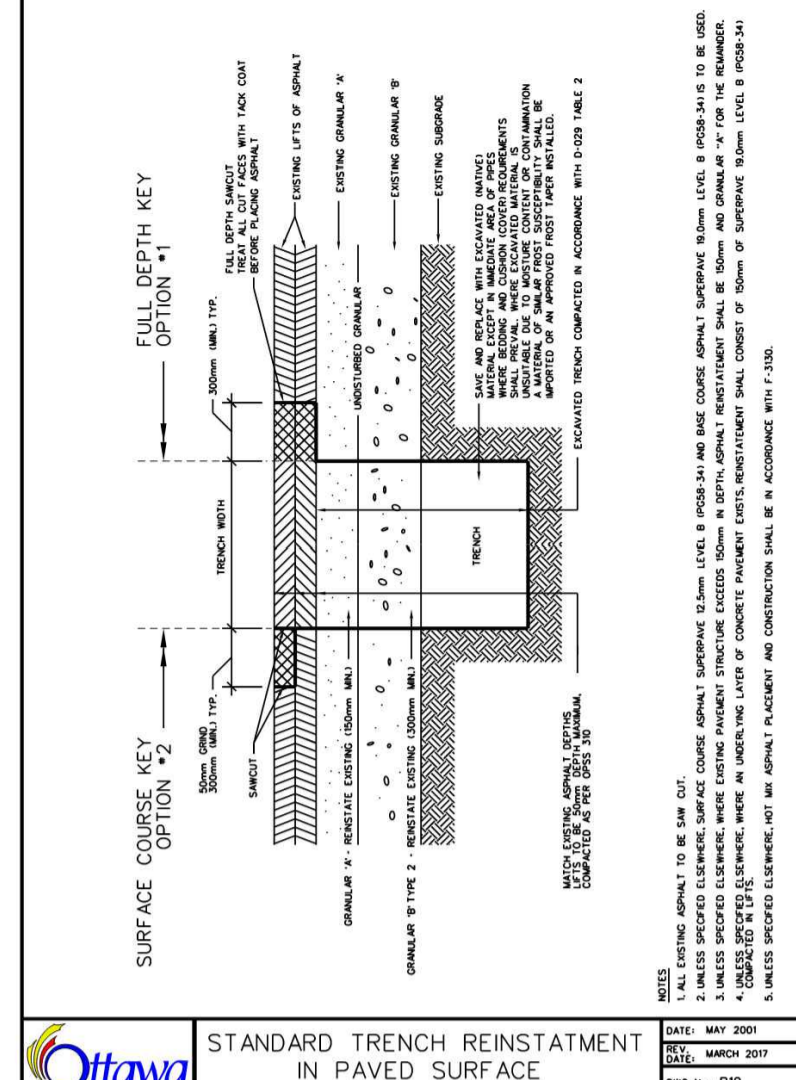 SURFACE COURSE KEY
OPTION #2
FULL DEPTH KEY
OPTION #1
50mm GRIND
300mm (MIN.) TYP.
TRENCH WIDTH
300mm (MIN.) TYP.
FULL DEPTH SAWCUT
TREAT ALL CUT FACES WITH TACK COAT
BEFORE PLACING ASPHALT
SAWCUT
EXISTING LIFTS OF ASPHALT
EXISTING GRANULAR 'A'
UNDISTURBED GRANULAR
GRANULAR 'A' - REINSTATE EXISTING (150mm MIN.)
EXISTING GRANULAR 'B'
GRANULAR 'B' TYPE 2 - REINSTATE EXISTING (300mm MIN.)
EXISTING SUBGRADE
TRENCH
SAVE AND REPLACE WITH EXCAVATED (NATIVE)
MATERIAL EXCEPT IN IMMEDIATE AREA OF PIPES
WHERE BEDDING AND CUSHION (COVER) REQUIREMENTS
SHALL PREVAIL. WHERE EXCAVATED MATERIAL IS
UNSUITABLE DUE TO MOISTURE CONTENT OR CONTAMINATION
A MATERIAL OF SIMILAR FROST SUSCEPTIBILITY SHALL BE
IMPORTED OR AN APPROVED FROST TAPER INSTALLED.
MATCH EXISTING ASPHALT DEPTHS
LIFTS TO BE 50mm DEPTH MAXIMUM,
COMPACTED AS PER OPSS 310
EXCAVATED TRENCH COMPACTED IN ACCORDANCE WITH D-029 TABLE 2
NOTES
1. ALL EXISTING ASPHALT TO BE SAW CUT.
2. UNLESS SPECIFIED ELSEWHERE, SURFACE COURSE ASPHALT SUPERPAVE 12.5mm LEVEL B (PG58-34) AND BASE COURSE ASPHALT SUPERPAVE 19.0mm LEVEL B (PG58-34) IS TO BE USED.
3. UNLESS SPECIFIED ELSEWHERE, WHERE EXISTING PAVEMENT STRUCTURE EXCEEDS 150mm IN DEPTH, ASPHALT REINSTATEMENT SHALL BE 150mm AND GRANULAR "A" FOR THE REMAINDER.
4. UNLESS SPECIFIED ELSEWHERE, WHERE AN UNDERLYING LAYER OF CONCRETE PAVEMENT EXISTS, REINSTATEMENT SHALL CONSIST OF 150mm OF SUPERPAVE 19.0mm LEVEL B (PG58-34)
COMPACTED IN LIFTS.
5. UNLESS SPECIFIED ELSEWHERE, HOT MIX ASPHALT PLACEMENT AND CONSTRUCTION SHALL BE IN ACCORDANCE WITH F-3130.
Ottawa
STANDARD TRENCH REINSTATMENT
IN PAVED SURFACE
DATE: MAY 2001
REV. DATE: MARCH 2017